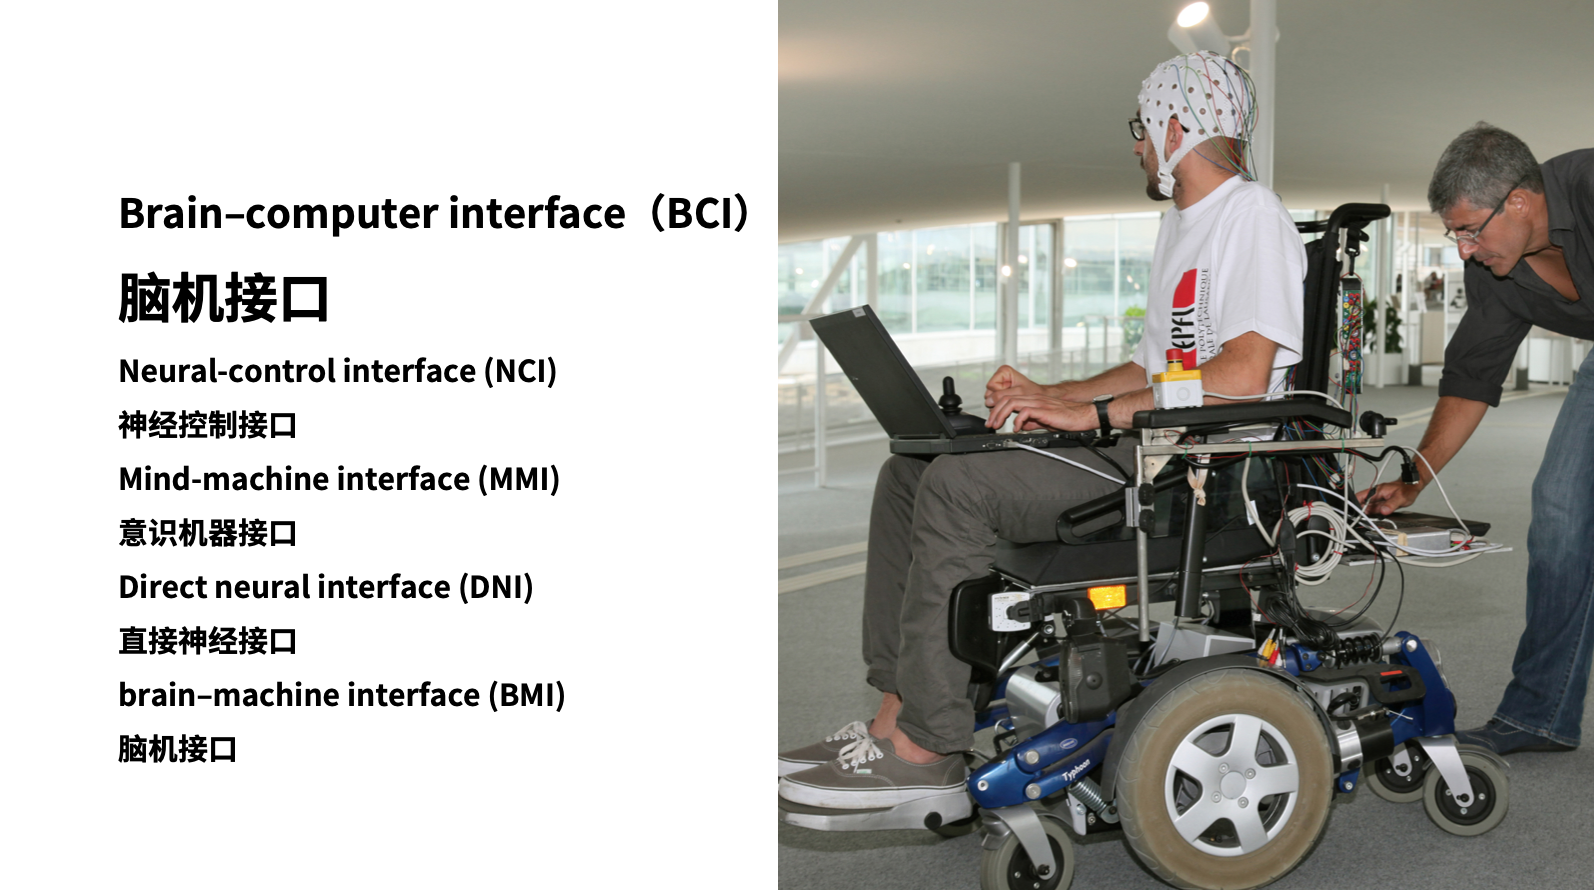 Brain–computer interface（BCI）
脑机接口
Neural-control interface (NCI)
神经控制接口
Mind-machine interface (MMI)
意识机器接口
Direct neural interface (DNI)
直接神经接口
brain–machine interface (BMI)
脑机接口
EPFL
Typhoon